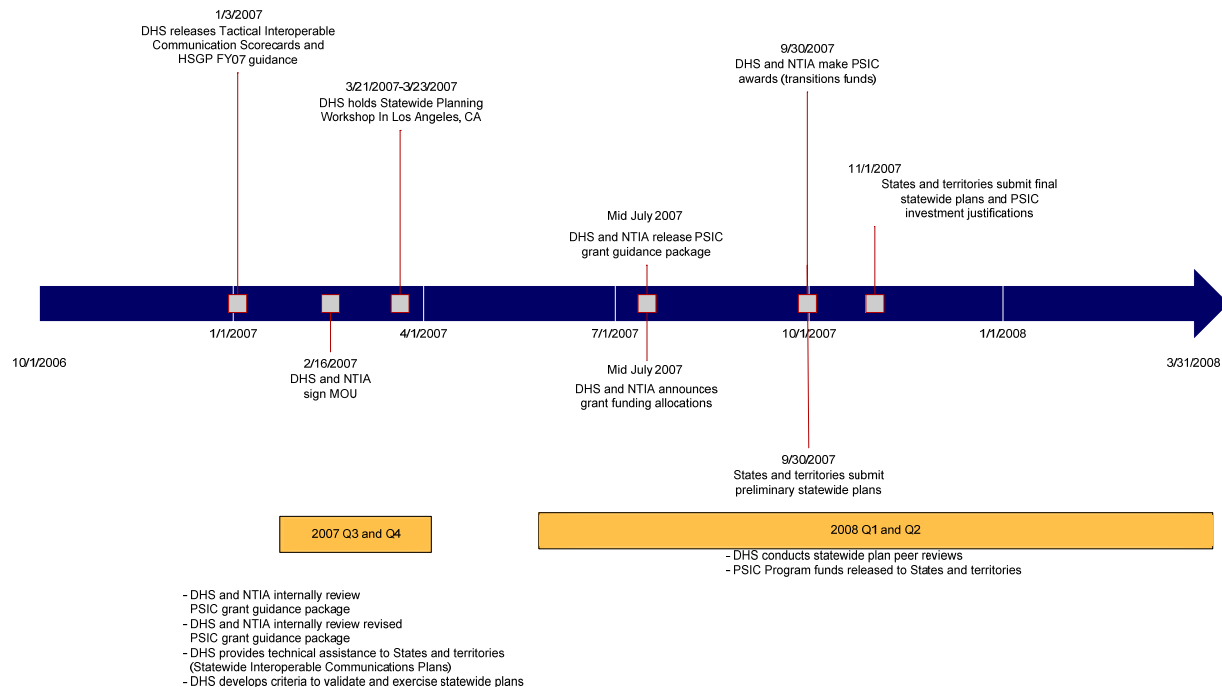 1/3/2007
DHS releases Tactical Interoperable
Communication Scorecards and
HSGP FY07 guidance
3/21/2007-3/23/2007
DHS holds Statewide Planning
Workshop In Los Angeles, CA
9/30/2007
DHS and NTIA make PSIC
awards (transitions funds)
11/1/2007
States and territories submit final
statewide plans and PSIC
investment justifications
Mid July 2007
DHS and NTIA release PSIC
grant guidance package
1/1/2007
4/1/2007
7/1/2007
10/1/2007
1/1/2008
10/1/2006
3/31/2008
2/16/2007
DHS and NTIA
sign MOU
Mid July 2007
DHS and NTIA announces
grant funding allocations
9/30/2007
States and territories submit
preliminary statewide plans
2007 Q3 and Q4
2008 Q1 and Q2
- DHS conducts statewide plan peer reviews
- PSIC Program funds released to States and territories
- DHS and NTIA internally review
PSIC grant guidance package
- DHS and NTIA internally review revised
PSIC grant guidance package
- DHS provides technical assistance to States and territories
(Statewide Interoperable Communications Plans)
- DHS develops criteria to validate and exercise statewide plans